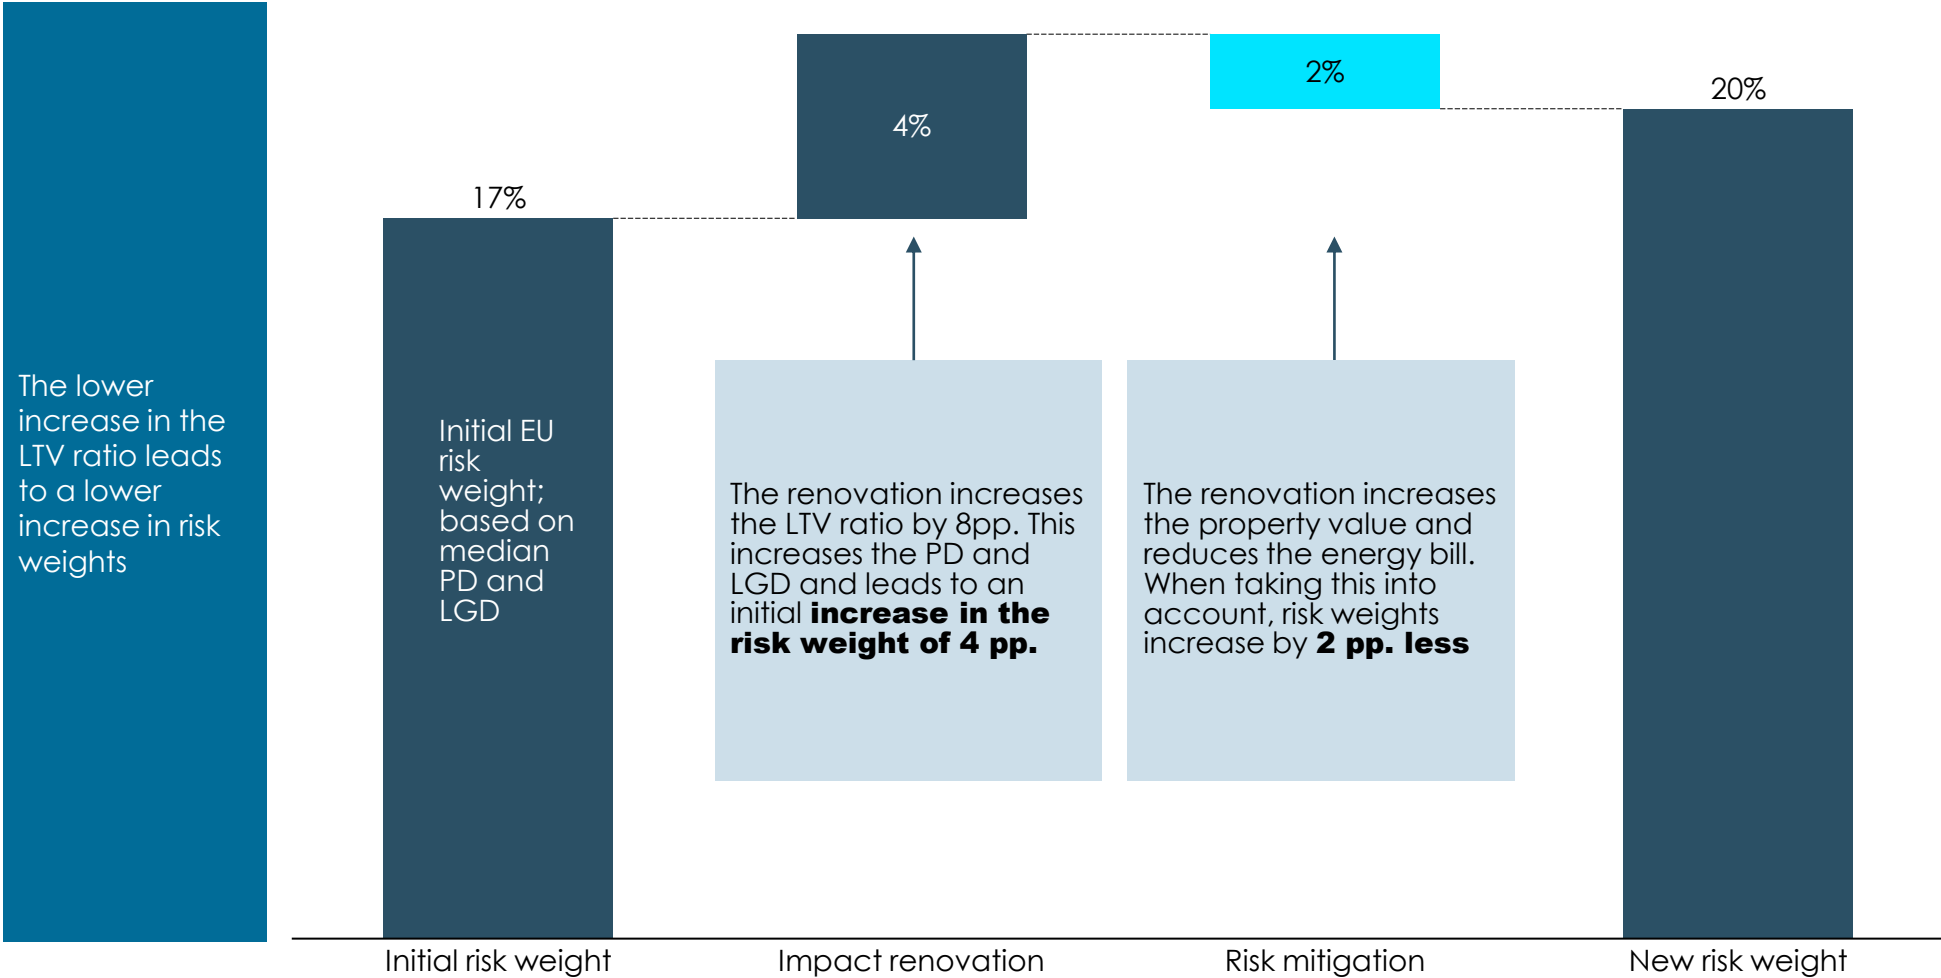 The lower
increase in the
LTV ratio leads
to a lower
increase in risk
weights
17%
Initial EU
risk
weight;
based on
median
PD and
LGD
4%
The renovation increases
the LTV ratio by 8pp. This
increases the PD and
LGD and leads to an
initial increase in the
risk weight of 4 pp.
2%
The renovation increases
the property value and
reduces the energy bill.
When taking this into
account, risk weights
increase by 2 pp. less
20%
Initial risk weight
Impact renovation
Risk mitigation
New risk weight